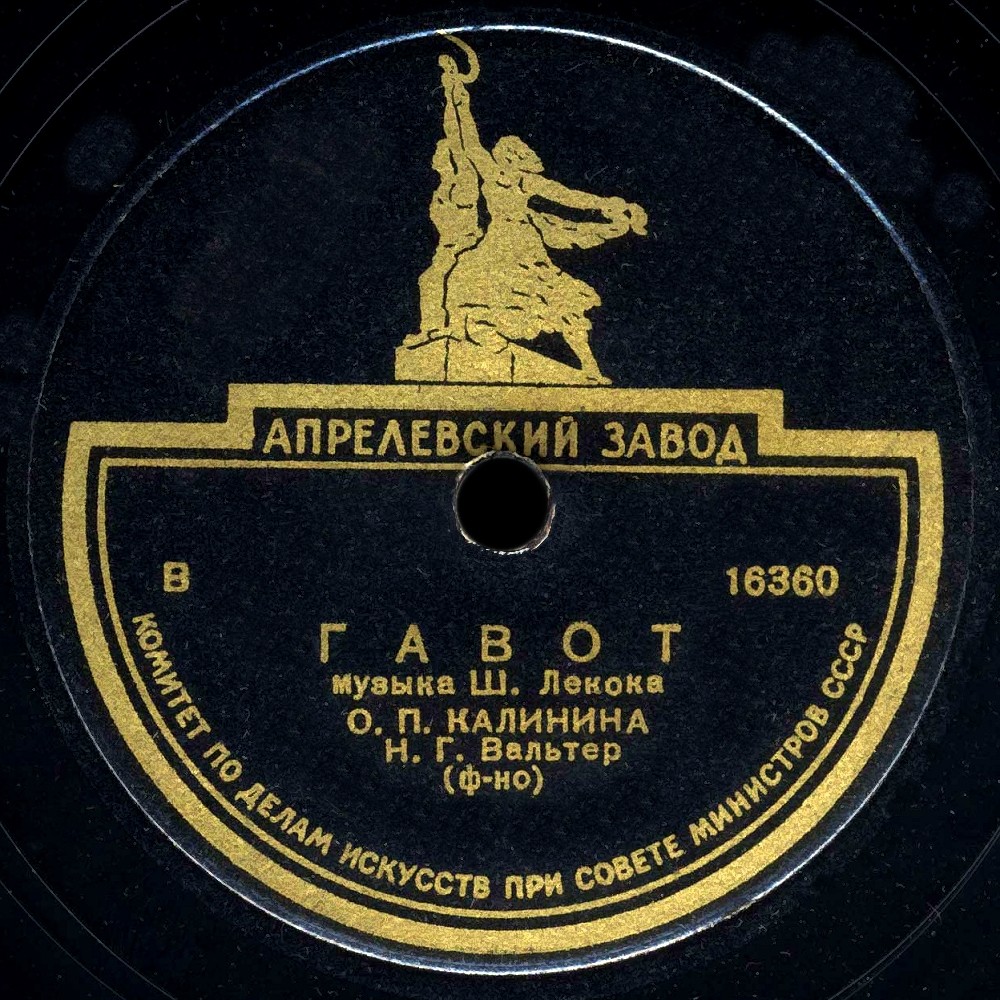 АПРЕЛЕВСКИЙ ЗАВОД
В 16360
ГАВОТ
музыка Ш. Лекока
О. П. КАЛИНИНА
Н. Г. Вальтер
(ф-но)
КОМИТЕТ ПО ДЕЛАМ ИСКУССТВ ПРИ СОВЕТЕ МИНИСТРОВ СССР